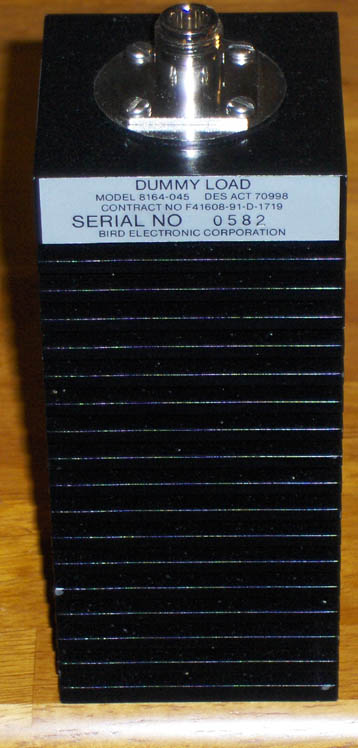 DUMMY LOAD
MODEL 8164-045 DES ACT 70998
CONTRACT NO F41608-91-D-1719
SERIAL NO 0582
BIRD ELECTRONIC CORPORATION